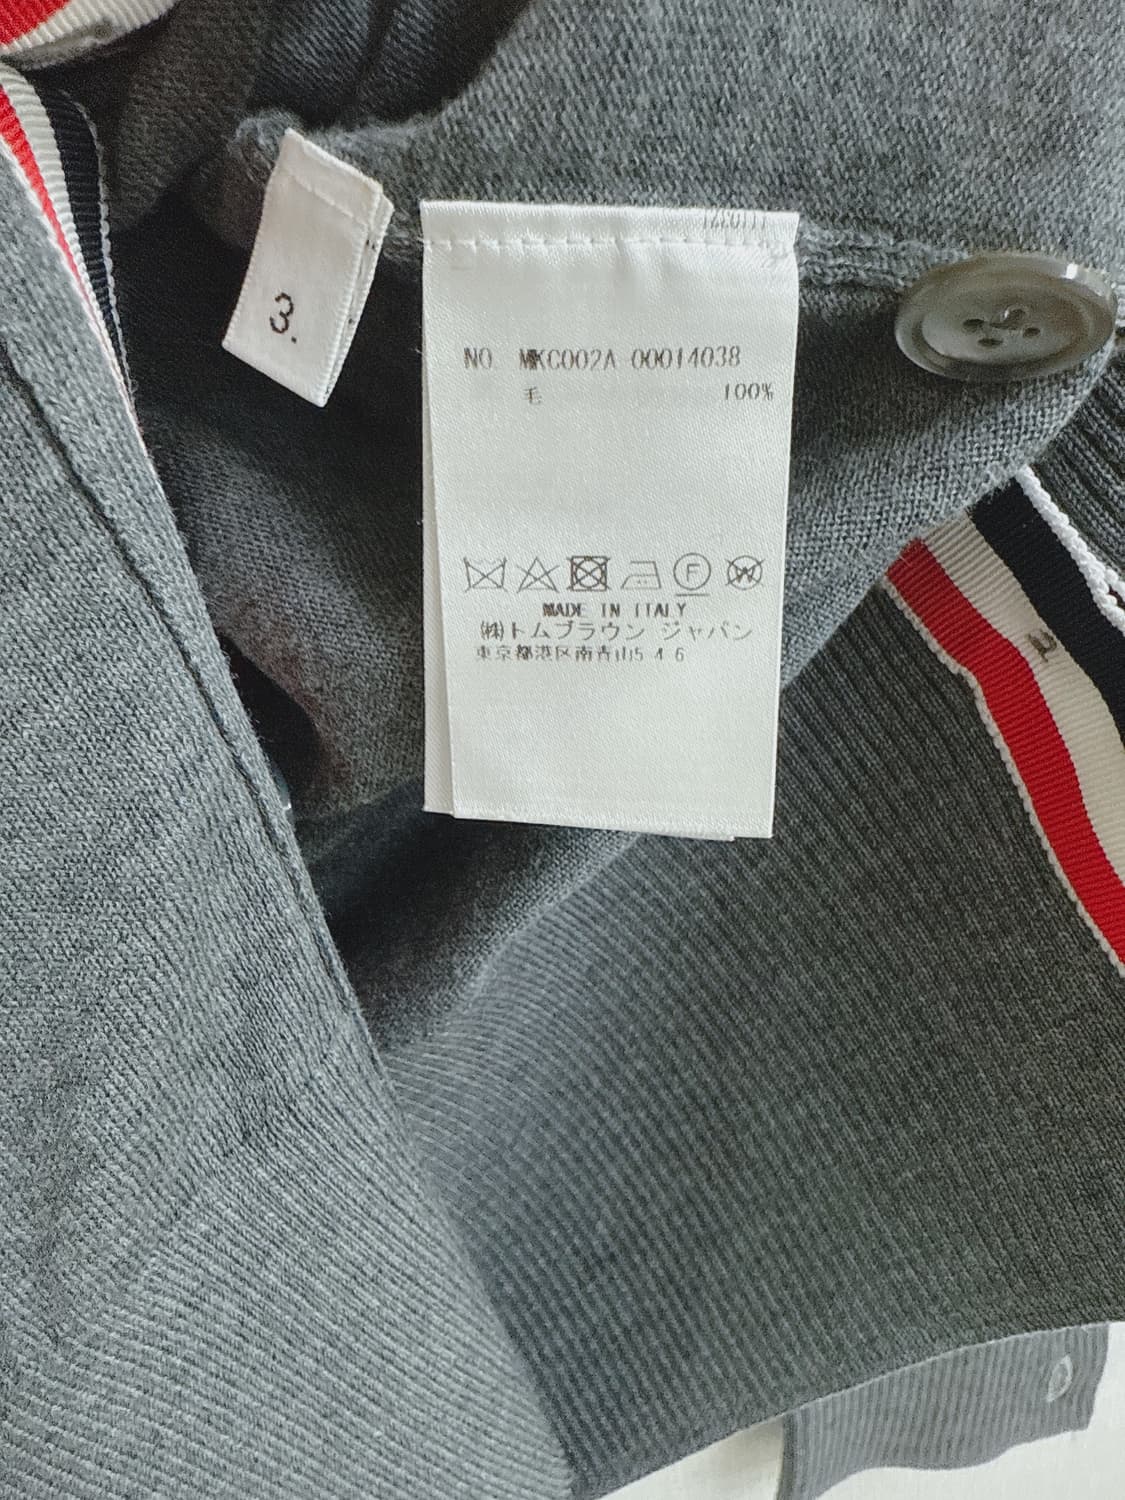 3.
NO. MKC002A-00014038
毛 100%
F W
MADE IN ITALY
㈱トムブラウン ジャパン
東京都港区南青山5-4-6